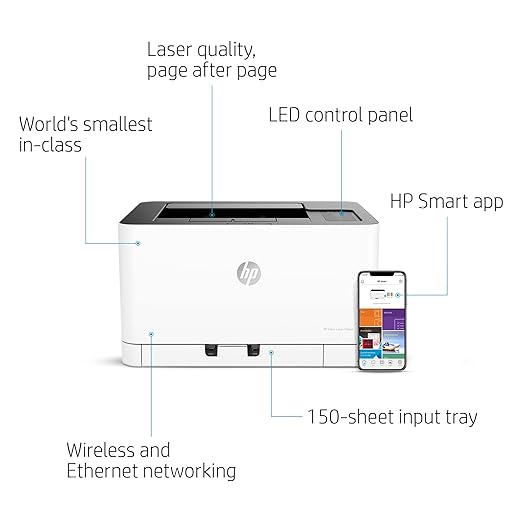 Laser quality,
page after page
LED control panel
World's smallest
in-class
HP Smart app
hp
150-sheet input tray
Wireless and
Ethernet networking